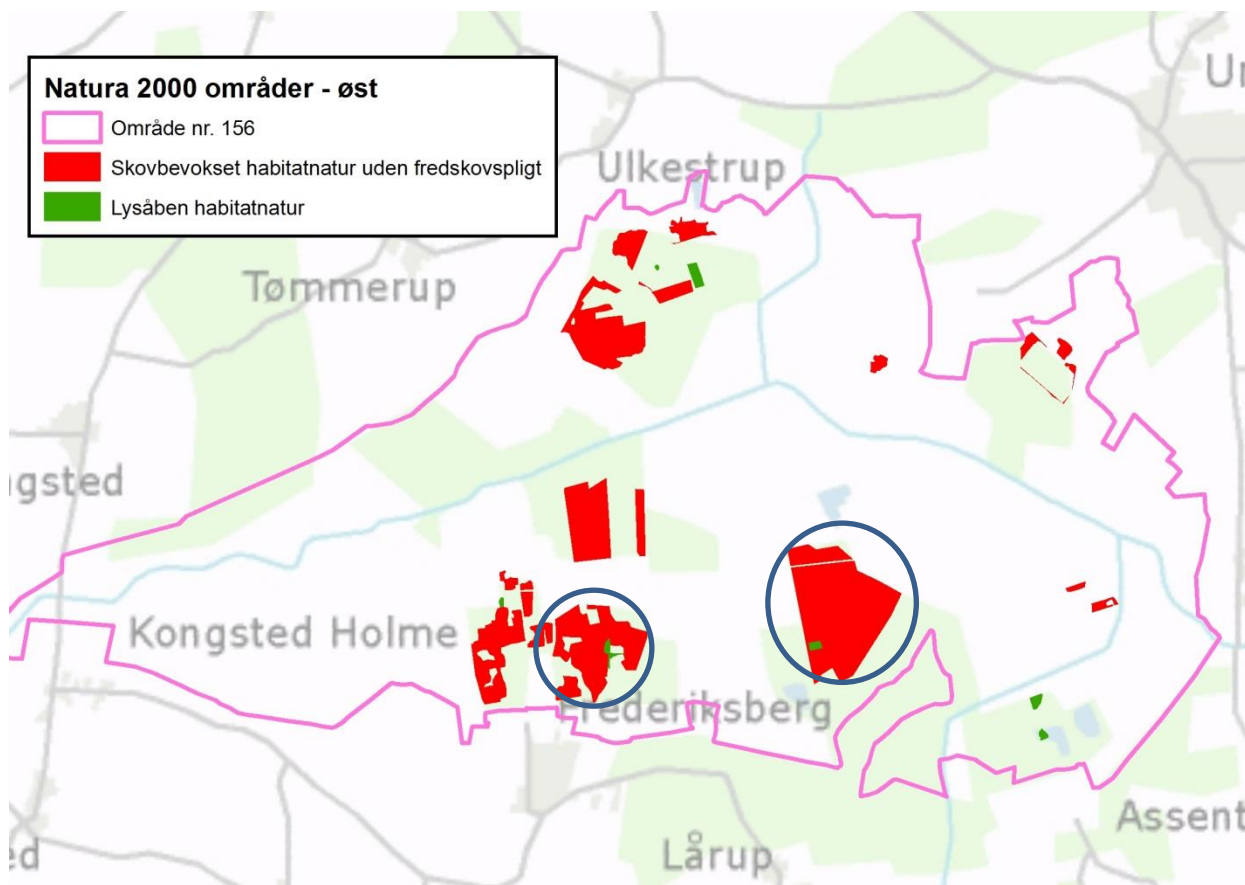 Natura 2000 områder - øst
Område nr. 156
Skovbevokset habitatnatur uden fredskovspligt
Lysåben habitatnatur
Ulkestrup
Tømmerup
gsted
Kongsted Holme
Frederiksberg
Assent
Lårup
ed